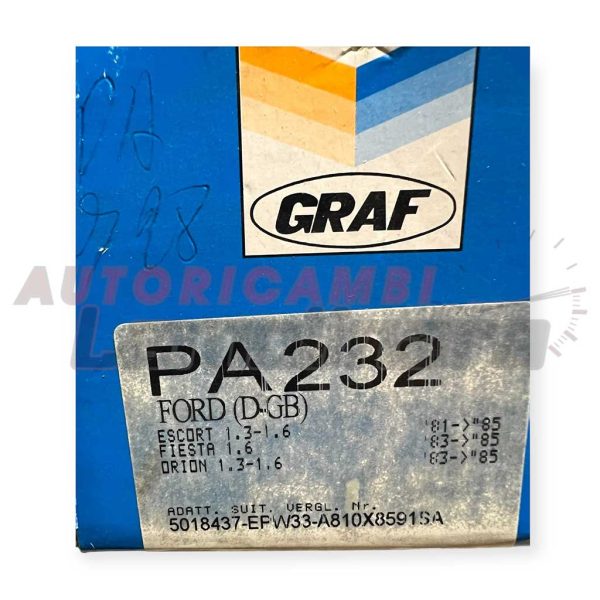 GRAF
AUTORICAMBI
PA232
FORD (D-GB)
ESCORT 1.3-1.6 '81->"85
FIESTA 1.6 '83->"85
ORION 1.3-1.6 '83->"85
ADATT. SUIT. VERGL. Nr.
5018437-EPW33-A810X8591SA